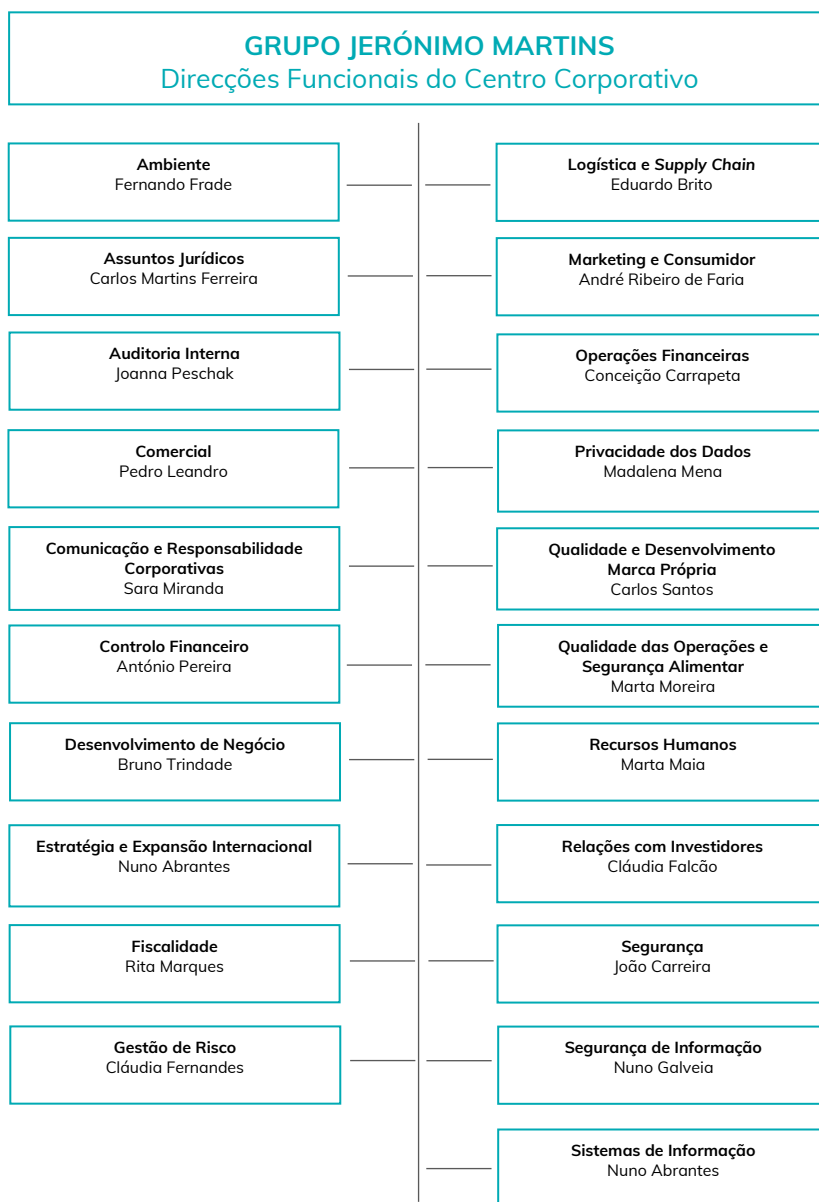 GRUPO JERÓNIMO MARTINS
Direcções Funcionais do Centro Corporativo
Ambiente
Fernando Frade
Assuntos Jurídicos
Carlos Martins Ferreira
Auditoria Interna
Joanna Peschak
Comercial
Pedro Leandro
Comunicação e Responsabilidade
Corporativas
Sara Miranda
Controlo Financeiro
António Pereira
Desenvolvimento de Negócio
Bruno Trindade
Estratégia e Expansão Internacional
Nuno Abrantes
Fiscalidade
Rita Marques
Gestão de Risco
Cláudia Fernandes
Logística e Supply Chain
Eduardo Brito
Marketing e Consumidor
André Ribeiro de Faria
Operações Financeiras
Conceição Carrapeta
Privacidade dos Dados
Madalena Mena
Qualidade e Desenvolvimento
Marca Própria
Carlos Santos
Qualidade das Operações e
Segurança Alimentar
Marta Moreira
Recursos Humanos
Marta Maia
Relações com Investidores
Cláudia Falcão
Segurança
João Carreira
Segurança de Informação
Nuno Galveia
Sistemas de Informação
Nuno Abrantes